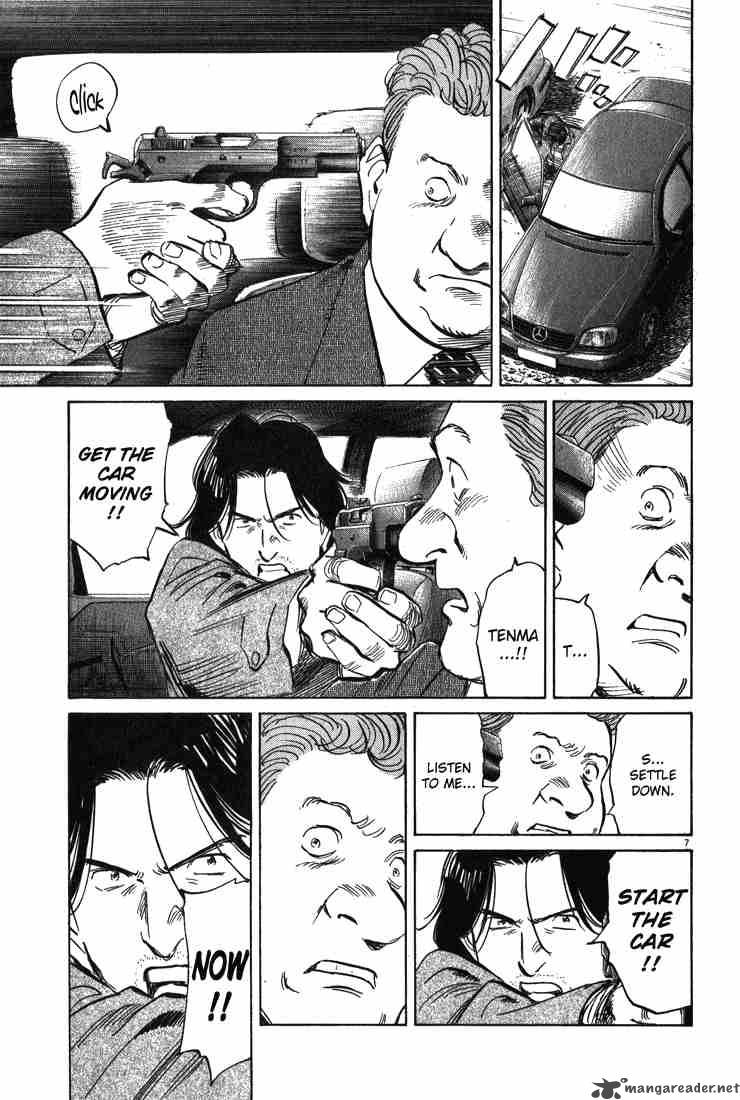 Click
T...
TENMA
...!!
GET THE
CAR
MOVING
!!
S...
SETTLE
DOWN.
LISTEN
TO ME...
7
START
THE
CAR
!!
NOW
!!
mangareader.net